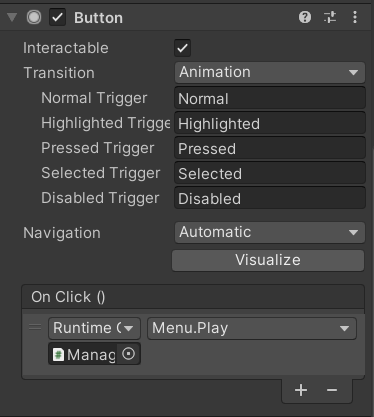 Button
Interactable
Transition Animation
Normal Trigger Normal
Highlighted Trigge Highlighted
Pressed Trigger Pressed
Selected Trigger Selected
Disabled Trigger Disabled
Navigation Automatic
Visualize
On Click ()
Runtime Menu.Play
Manag